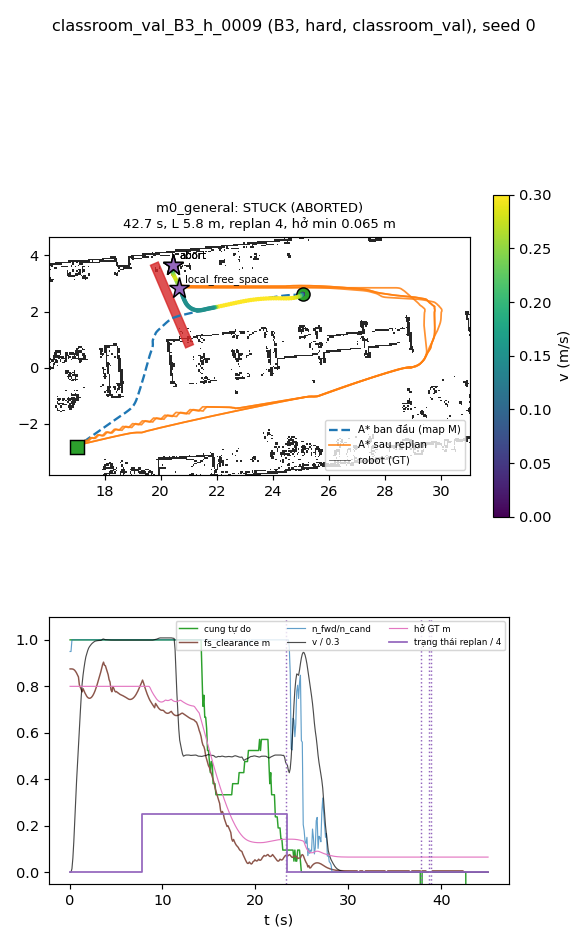 classroom_val_B3_h_0009 (B3, hard, classroom_val), seed 0
m0_general: STUCK (ABORTED)
42.7 s, L 5.8 m, replan 4, hở min 0.065 m
abort
local_free_space
A* ban đầu (map M)
A* sau replan
robot (GT)
4
2
0
−2
18 20 22 24 26 28 30
0.30
0.25
0.20
0.15
0.10
0.05
0.00
v (m/s)
cung tự do
fs_clearance m
n_fwd/n_cand
v / 0.3
hở GT m
trạng thái replan / 4
1.0
0.8
0.6
0.4
0.2
0.0
0 10 20 30 40
t (s)